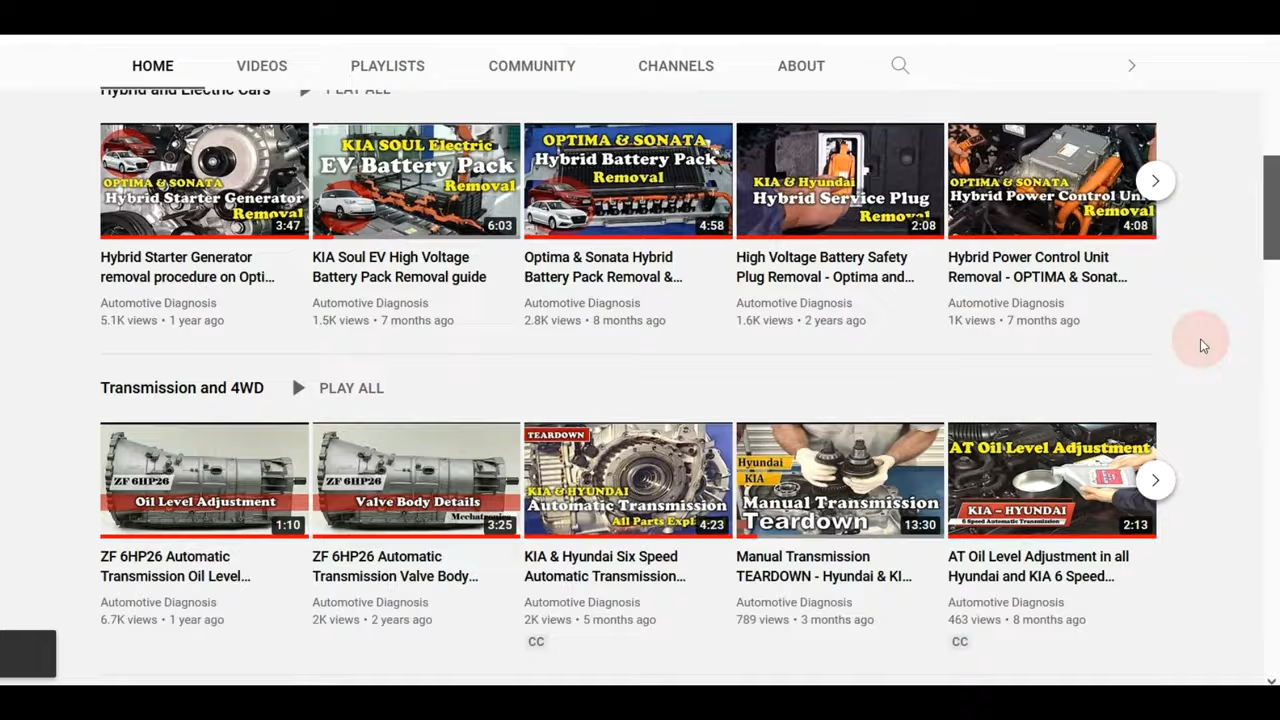 HOME VIDEOS PLAYLISTS COMMUNITY CHANNELS ABOUT
Hybrid and Electric Cars PLAY ALL
OPTIMA & SONATA
Hybrid Starter Generator
Removal
3:47
KIA SOUL Electric
EV Battery Pack
Removal
6:03
OPTIMA & SONATA
Hybrid Battery Pack
Removal
4:58
KIA & Hyundai
Hybrid Service Plug
Removal
2:08
OPTIMA & SONATA
Hybrid Power Control Unit
Removal
4:08
Hybrid Starter Generator
removal procedure on Opti...
Automotive Diagnosis
5.1K views • 1 year ago
KIA Soul EV High Voltage
Battery Pack Removal guide
Automotive Diagnosis
1.5K views • 7 months ago
Optima & Sonata Hybrid
Battery Pack Removal &...
Automotive Diagnosis
2.8K views • 8 months ago
High Voltage Battery Safety
Plug Removal - Optima and...
Automotive Diagnosis
1.6K views • 2 years ago
Hybrid Power Control Unit
Removal - OPTIMA & Sonat...
Automotive Diagnosis
1K views • 7 months ago
Transmission and 4WD PLAY ALL
ZF 6HP26
Oil Level Adjustment
1:10
ZF 6HP26
Valve Body Details
Mechatronic
3:25
TEARDOWN
KIA & HYUNDAI
Automotic Transmission
All Parts Expl
4:23
Hyundai
KIA
Manual Transmission
Teardown
13:30
AT Oil Level Adjustment
KIA - HYUNDAI
6 Speed Automatic Transmission
2:13
ZF 6HP26 Automatic
Transmission Oil Level...
Automotive Diagnosis
6.7K views • 1 year ago
ZF 6HP26 Automatic
Transmission Valve Body...
Automotive Diagnosis
2K views • 2 years ago
KIA & Hyundai Six Speed
Automatic Transmission...
Automotive Diagnosis
2K views • 5 months ago
CC
Manual Transmission
TEARDOWN - Hyundai & KI...
Automotive Diagnosis
789 views • 3 months ago
AT Oil Level Adjustment in all
Hyundai and KIA 6 Speed...
Automotive Diagnosis
463 views • 8 months ago
CC